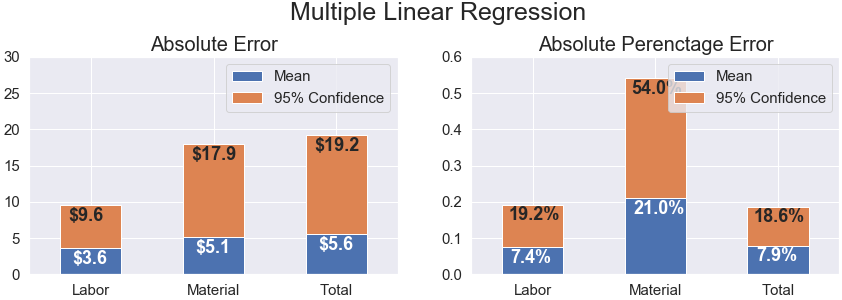 Multiple Linear Regression
Absolute Error
30
25
20
15
10
5
0
Mean
95% Confidence
$9.6
$3.6
$17.9
$5.1
$19.2
$5.6
Labor
Material
Total
Absolute Perenctage Error
0.6
0.5
0.4
0.3
0.2
0.1
0.0
Mean
95% Confidence
19.2%
7.4%
54.0%
21.0%
18.6%
7.9%
Labor
Material
Total